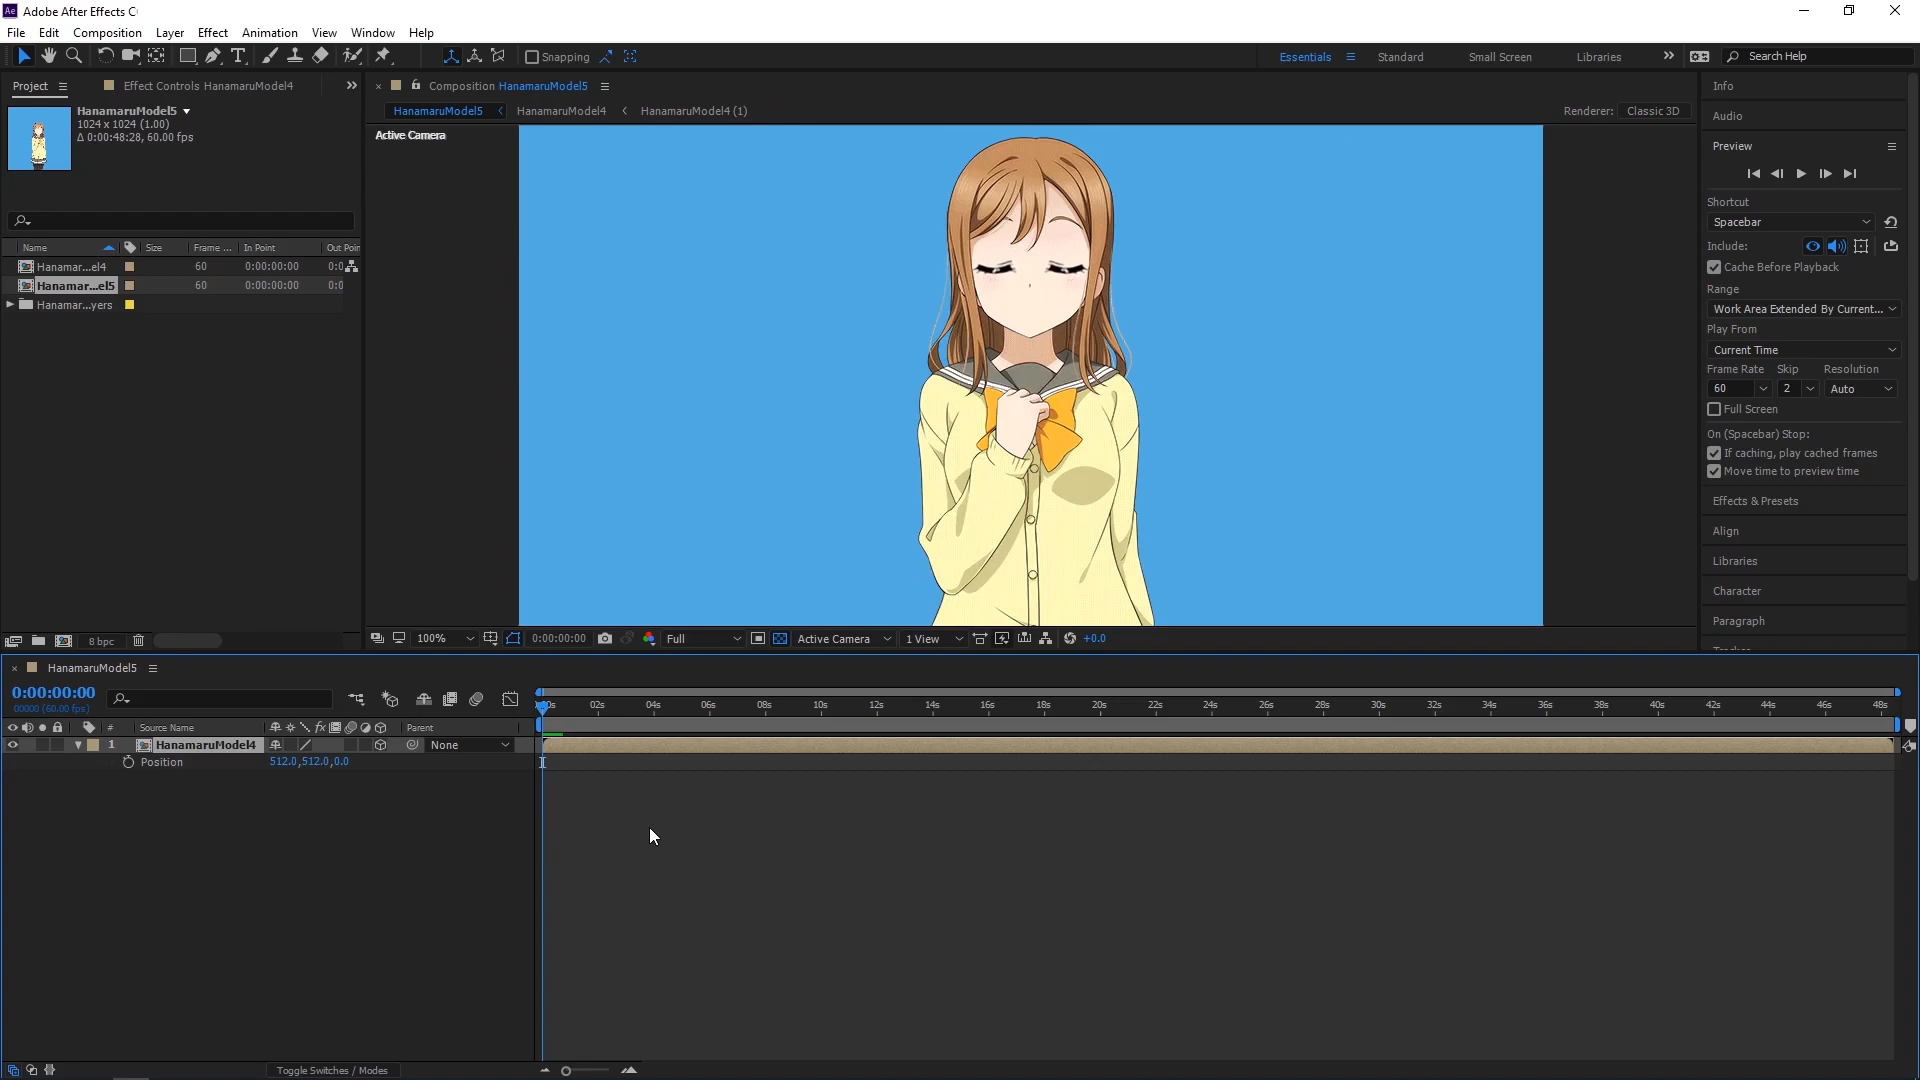 Ae Adobe After Effects C
File Edit Composition Layer Effect Animation View Window Help
Snapping
Essentials Standard Small Screen Libraries Search Help
Project Effect Controls HanamaruModel4
HanamaruModel5
1024 x 1024 (1.00)
Δ 0:00:48:28, 60.00 fps
Name Size Frame ... In Point Out Poin
Hanamar...el4 60 0:00:00:00 0:0
Hanamar...el5 60 0:00:00:00 0:0
Hanamar...yers
8 bpc
Composition HanamaruModel5
HanamaruModel5 HanamaruModel4 HanamaruModel4 (1) Renderer: Classic 3D
Active Camera
100% 0:00:00:00 Full Active Camera 1 View +0.0
Info
Audio
Preview
Shortcut
Spacebar
Include:
Cache Before Playback
Range
Work Area Extended By Current...
Play From
Current Time
Frame Rate Skip Resolution
60 2 Auto
Full Screen
On (Spacebar) Stop:
If caching, play cached frames
Move time to preview time
Effects & Presets
Align
Libraries
Character
Paragraph
HanamaruModel5
0:00:00:00
00000 (60.00 fps)
02s 04s 06s 08s 10s 12s 14s 16s 18s 20s 22s 24s 26s 28s 30s 32s 34s 36s 38s 40s 42s 44s 46s 48s
# Source Name fx Parent
1 HanamaruModel4 None
Position 512.0,512.0,0.0
Toggle Switches / Modes